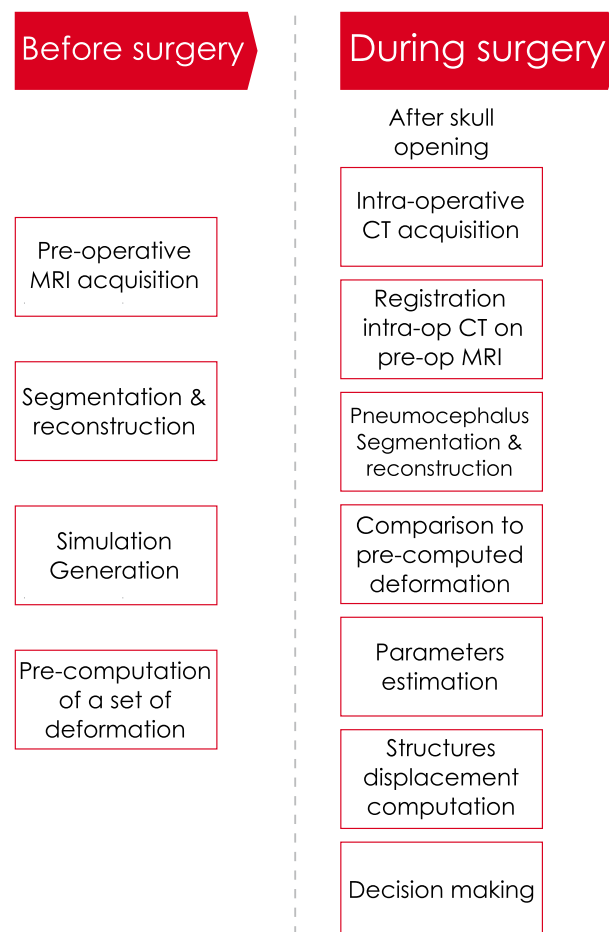 Before surgery
Pre-operative
MRI acquisition
Segmentation &
reconstruction
Simulation
Generation
Pre-computation
of a set of
deformation
During surgery
After skull
opening
Intra-operative
CT acquisition
Registration
intra-op CT on
pre-op MRI
Pneumocephalus
Segmentation &
reconstruction
Comparison to
pre-computed
deformation
Parameters
estimation
Structures
displacement
computation
Decision making